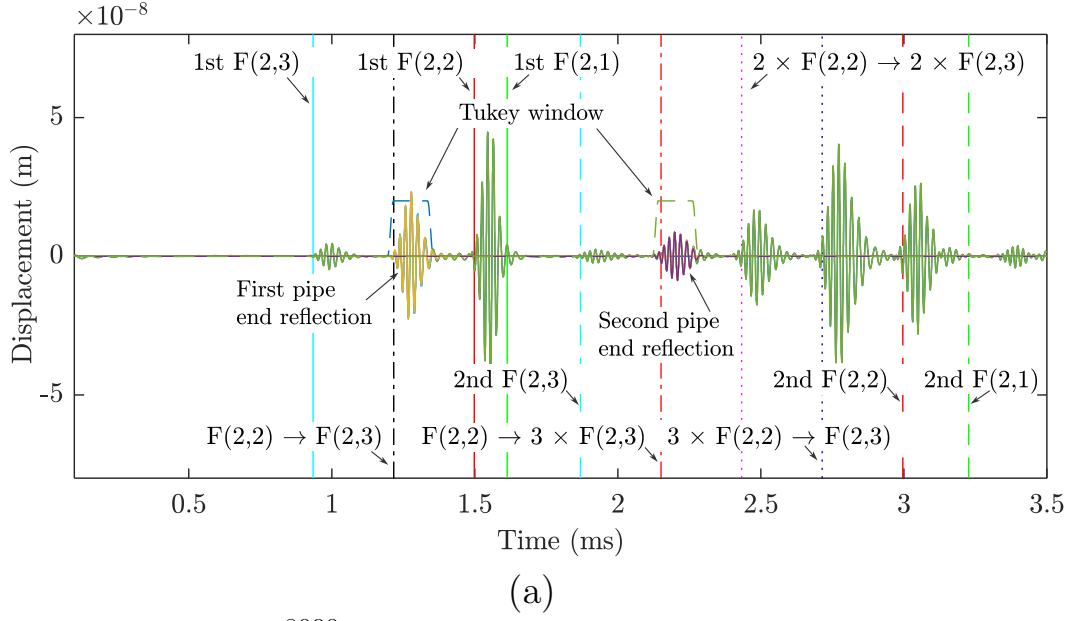 ×10−8
1st F(2,3) 1st F(2,2) 1st F(2,1) 2 × F(2,2) → 2 × F(2,3)
Tukey window
5
0
-5
Displacement (m)
First pipe
end reflection
Second pipe
end reflection
2nd F(2,3) 2nd F(2,2) 2nd F(2,1)
F(2,2) → F(2,3) F(2,2) → 3 × F(2,3) 3 × F(2,2) → F(2,3)
0.5 1 1.5 2 2.5 3 3.5
Time (ms)
(a)